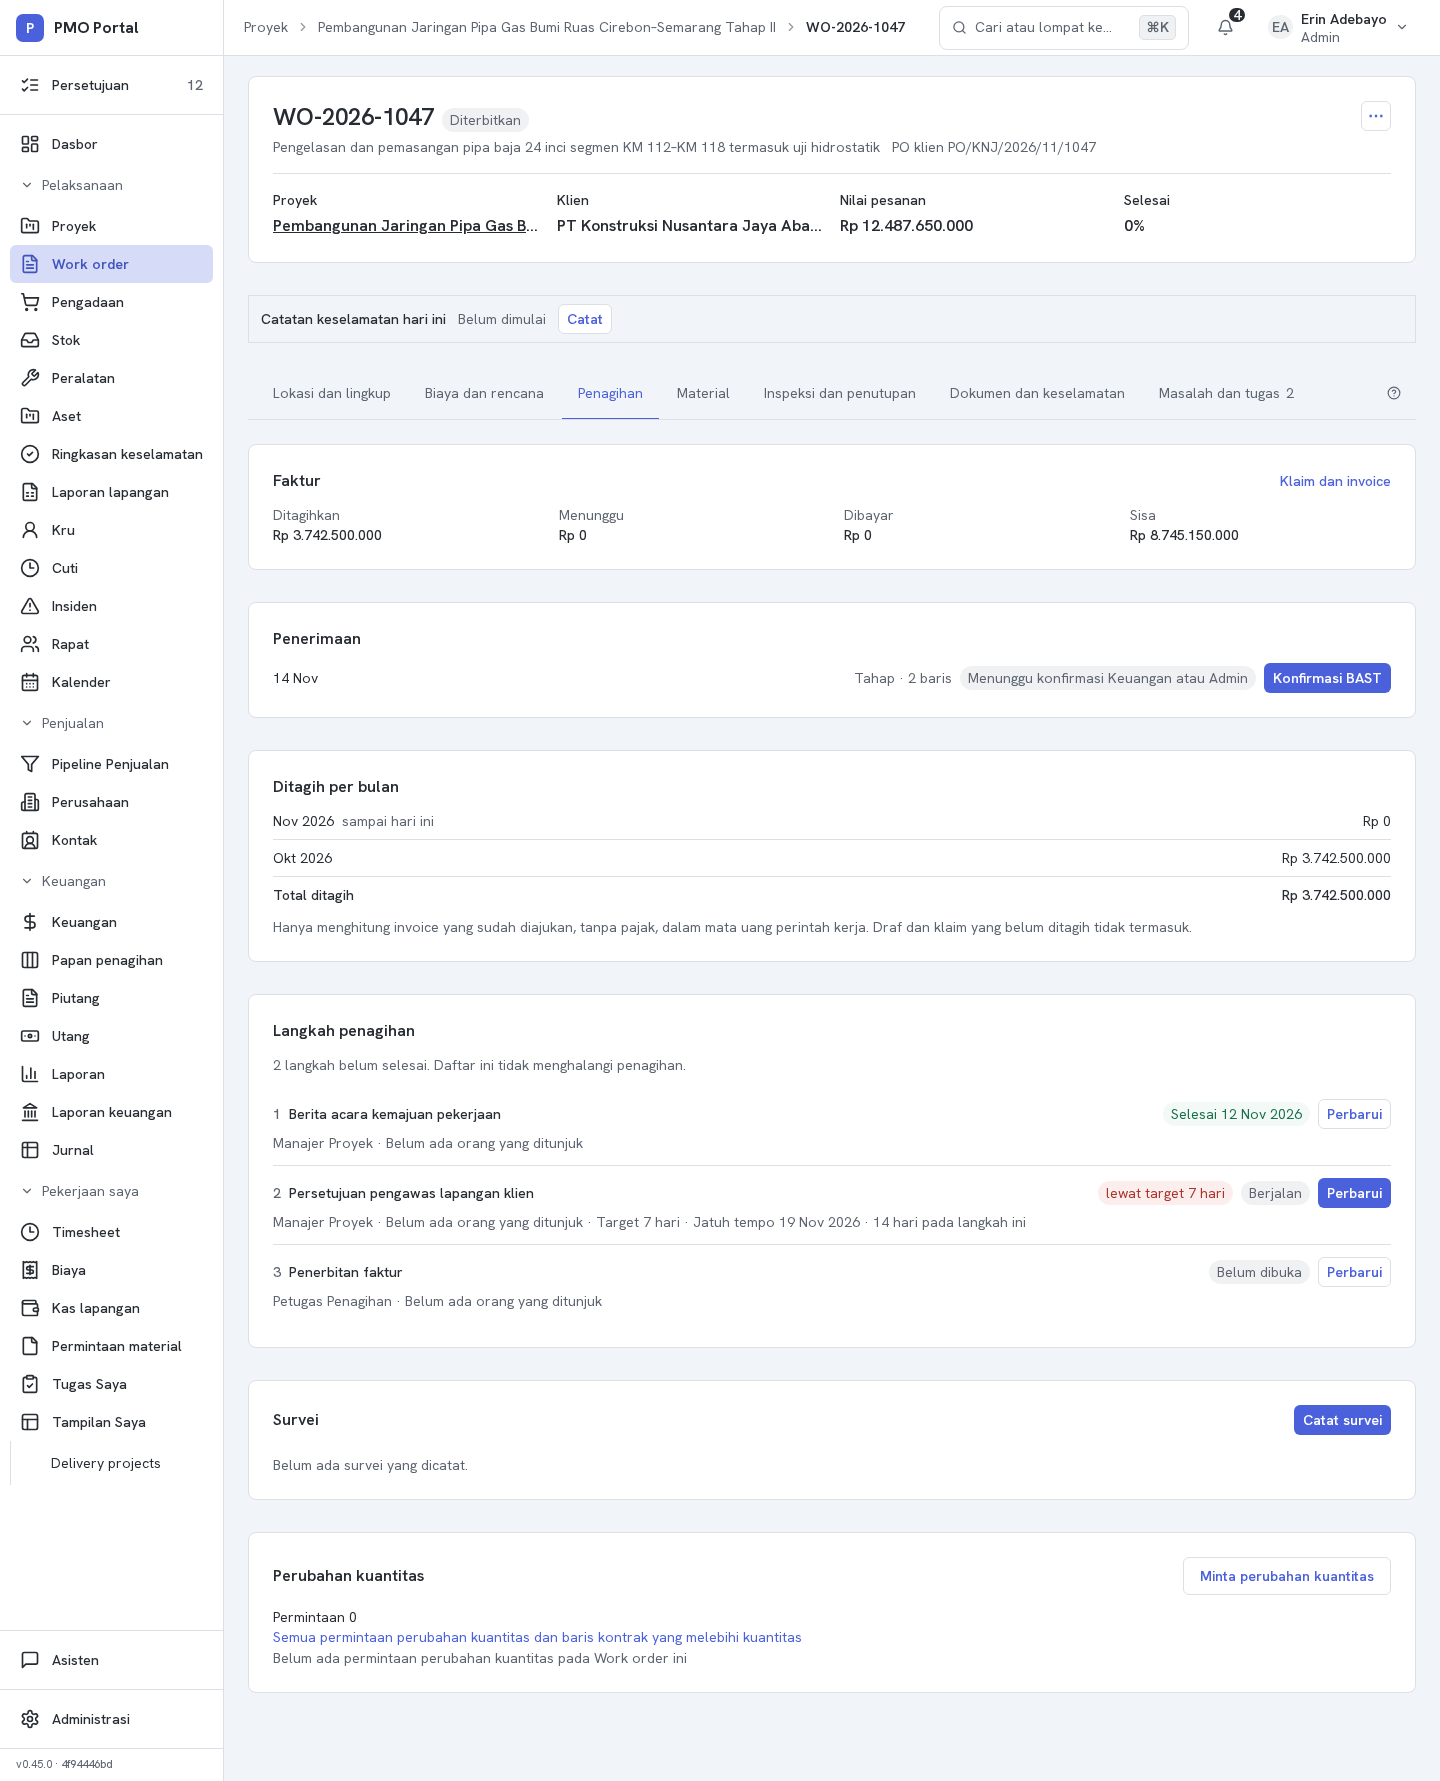 P PMO Portal
Persetujuan 12
Dasbor
Pelaksanaan
Proyek
Work order
Pengadaan
Stok
Peralatan
Aset
Ringkasan keselamatan
Laporan lapangan
Kru
Cuti
Insiden
Rapat
Kalender
Penjualan
Pipeline Penjualan
Perusahaan
Kontak
Keuangan
Keuangan
Papan penagihan
Piutang
Utang
Laporan
Laporan keuangan
Jurnal
Pekerjaan saya
Timesheet
Biaya
Kas lapangan
Permintaan material
Tugas Saya
Tampilan Saya
Delivery projects
Asisten
Administrasi
v0.45.0 · 4f94446bd
Proyek Pembangunan Jaringan Pipa Gas Bumi Ruas Cirebon–Semarang Tahap II WO-2026-1047
Cari atau lompat ke... ⌘K
4
EA Erin Adebayo
Admin
WO-2026-1047 Diterbitkan
Pengelasan dan pemasangan pipa baja 24 inci segmen KM 112–KM 118 termasuk uji hidrostatik PO klien PO/KNJ/2026/11/1047
Proyek Klien Nilai pesanan Selesai
Pembangunan Jaringan Pipa Gas B... PT Konstruksi Nusantara Jaya Aba... Rp 12.487.650.000 0%
Catatan keselamatan hari ini Belum dimulai Catat
Lokasi dan lingkup Biaya dan rencana Penagihan Material Inspeksi dan penutupan Dokumen dan keselamatan Masalah dan tugas 2
Faktur Klaim dan invoice
Ditagihkan Menunggu Dibayar Sisa
Rp 3.742.500.000 Rp 0 Rp 0 Rp 8.745.150.000
Penerimaan
14 Nov Tahap · 2 baris Menunggu konfirmasi Keuangan atau Admin Konfirmasi BAST
Ditagih per bulan
Nov 2026 sampai hari ini Rp 0
Okt 2026 Rp 3.742.500.000
Total ditagih Rp 3.742.500.000
Hanya menghitung invoice yang sudah diajukan, tanpa pajak, dalam mata uang perintah kerja. Draf dan klaim yang belum ditagih tidak termasuk.
Langkah penagihan
2 langkah belum selesai. Daftar ini tidak menghalangi penagihan.
1 Berita acara kemajuan pekerjaan Selesai 12 Nov 2026 Perbarui
Manajer Proyek · Belum ada orang yang ditunjuk
2 Persetujuan pengawas lapangan klien lewat target 7 hari Berjalan Perbarui
Manajer Proyek · Belum ada orang yang ditunjuk · Target 7 hari · Jatuh tempo 19 Nov 2026 · 14 hari pada langkah ini
3 Penerbitan faktur Belum dibuka Perbarui
Petugas Penagihan · Belum ada orang yang ditunjuk
Survei Catat survei
Belum ada survei yang dicatat.
Perubahan kuantitas Minta perubahan kuantitas
Permintaan 0
Semua permintaan perubahan kuantitas dan baris kontrak yang melebihi kuantitas
Belum ada permintaan perubahan kuantitas pada Work order ini